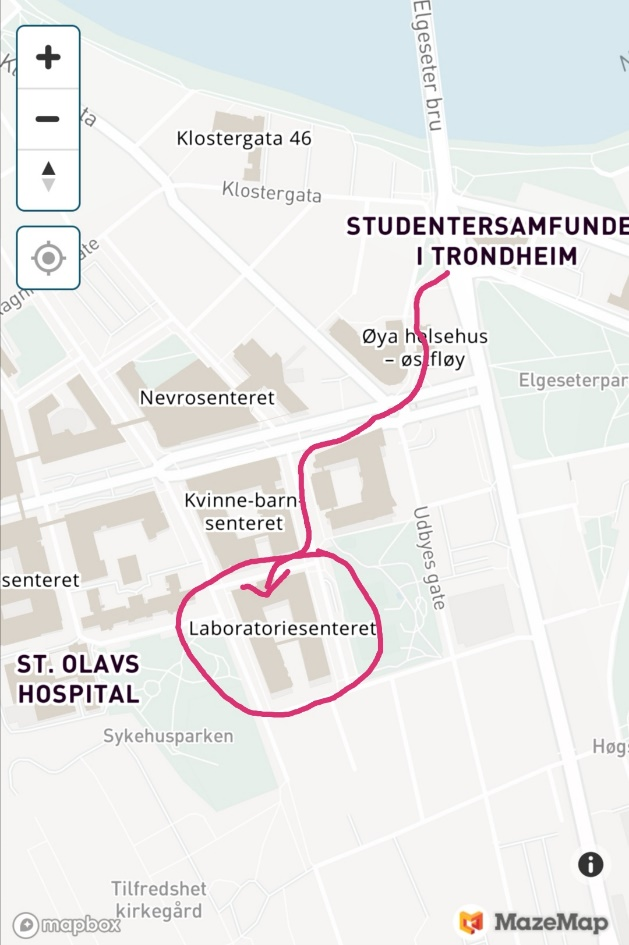 Elgeseter bru
Klostergata 46
Klostergata
STUDENTERSAMFUNDE
I TRONDHEIM
Øya helsehus
– østfløy
Elgeseterpar
Nevrosenteret
Kvinne-barn-
senteret
Udbyes gate
senteret
Laboratoriesenteret
ST. OLAVS
HOSPITAL
Sykehusparken
Høgs
Tilfredshet
kirkegård
mapbox
MazeMap